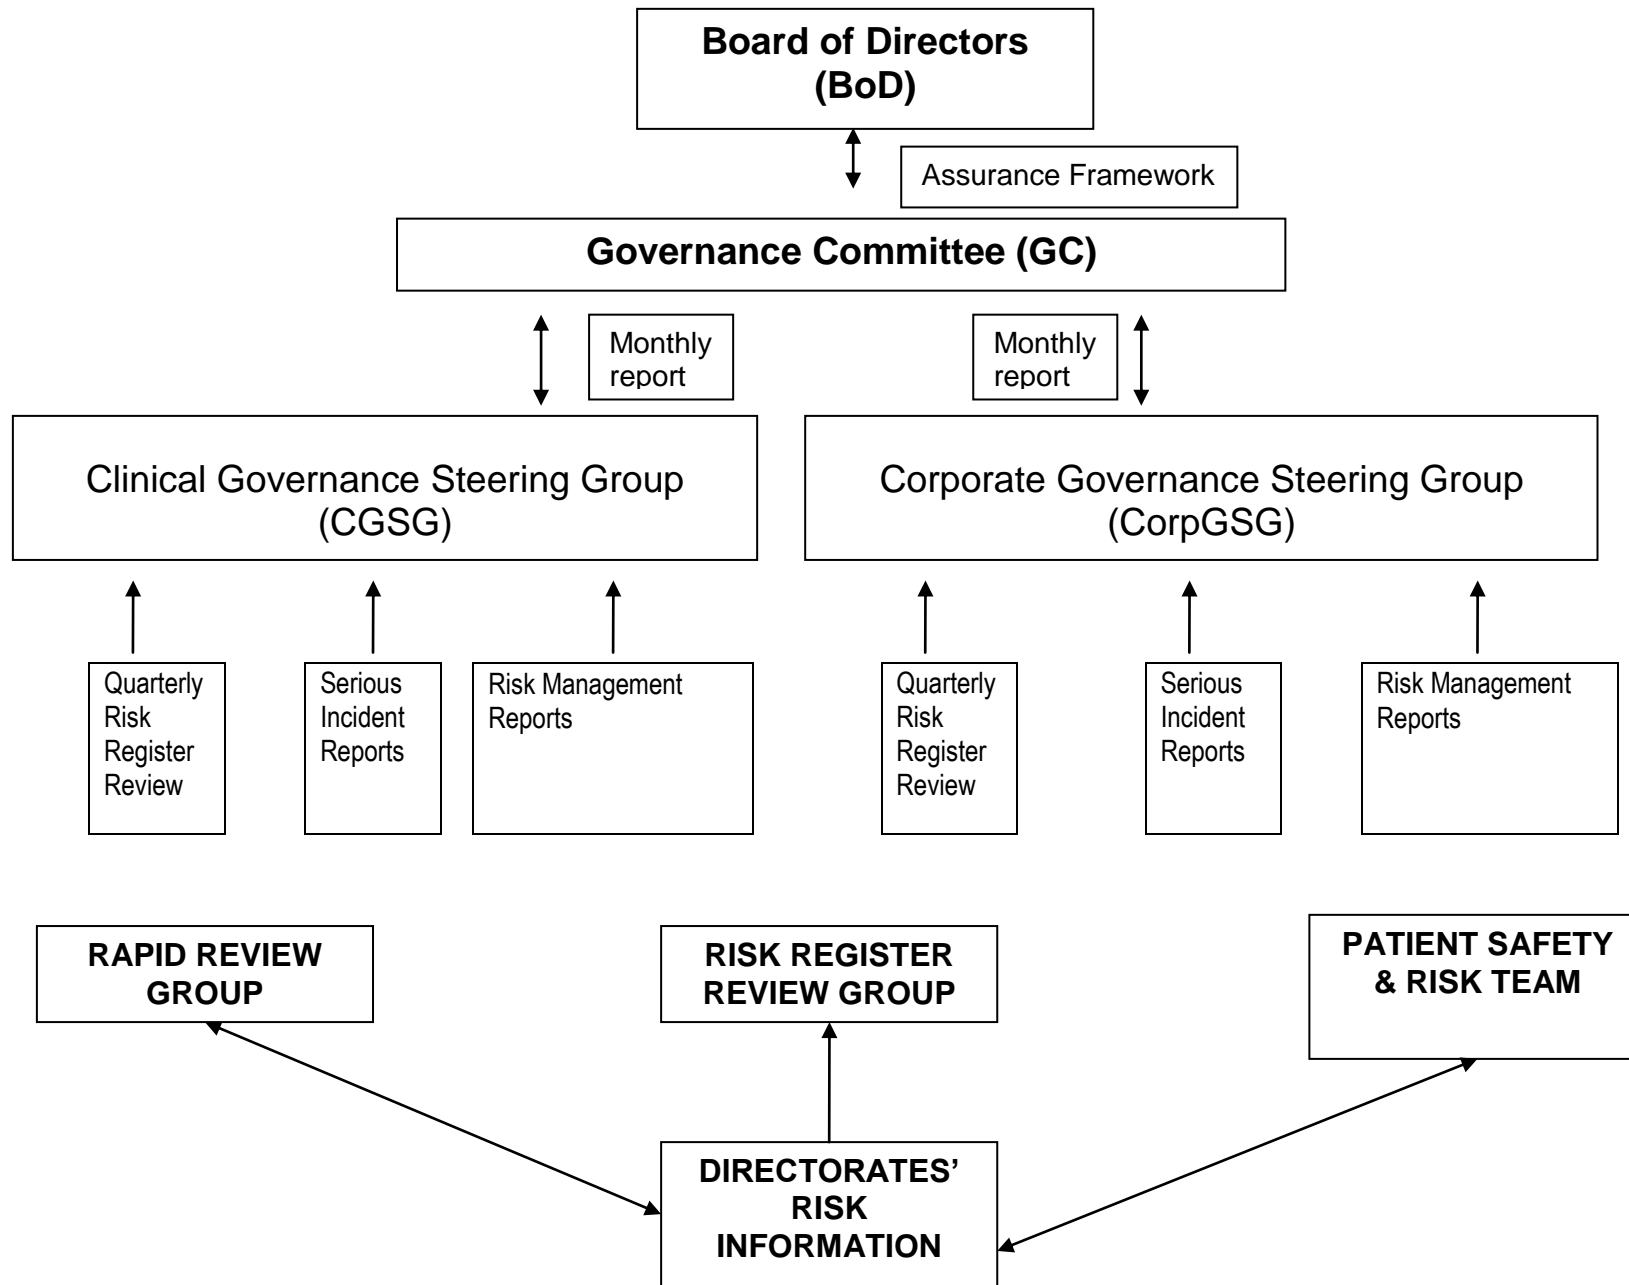 Board of Directors
(BoD)
Assurance Framework
Governance Committee (GC)
Monthly
report
Monthly
report
Clinical Governance Steering Group
(CGSG)
Corporate Governance Steering Group
(CorpGSG)
Quarterly
Risk
Register
Review
Serious
Incident
Reports
Risk Management
Reports
Quarterly
Risk
Register
Review
Serious
Incident
Reports
Risk Management
Reports
RAPID REVIEW
GROUP
RISK REGISTER
REVIEW GROUP
PATIENT SAFETY
& RISK TEAM
DIRECTORATES’
RISK
INFORMATION